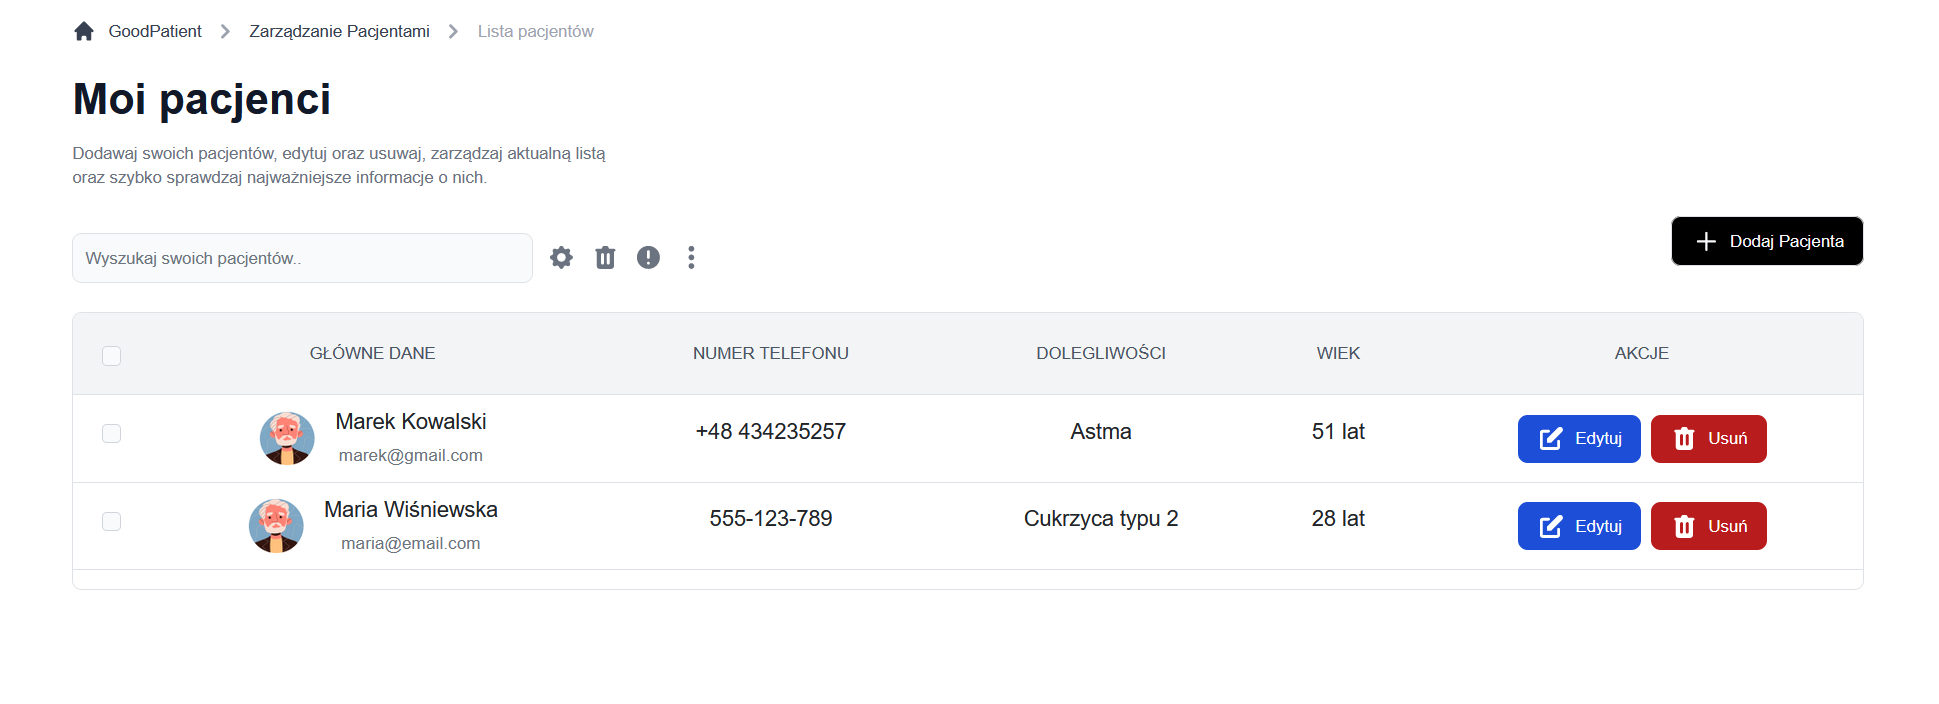 GoodPatient > Zarządzanie Pacjentami > Lista pacjentów
Moi pacjenci
Dodawaj swoich pacjentów, edytuj oraz usuwaj, zarządzaj aktualną listą
oraz szybko sprawdzaj najważniejsze informacje o nich.
Wyszukaj swoich pacjentów..
Dodaj Pacjenta
GŁÓWNE DANE NUMER TELEFONU DOLEGLIWOŚCI WIEK AKCJE
Marek Kowalski +48 434235257 Astma 51 lat Edytuj Usuń
marek@gmail.com
Maria Wiśniewska 555-123-789 Cukrzyca typu 2 28 lat Edytuj Usuń
maria@email.com